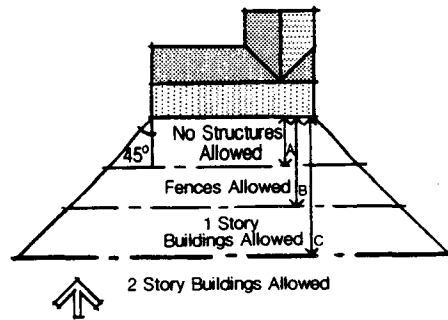 No Structures
Allowed
45°
A
Fences Allowed
B
1 Story
Buildings Allowed
C
2 Story Buildings Allowed